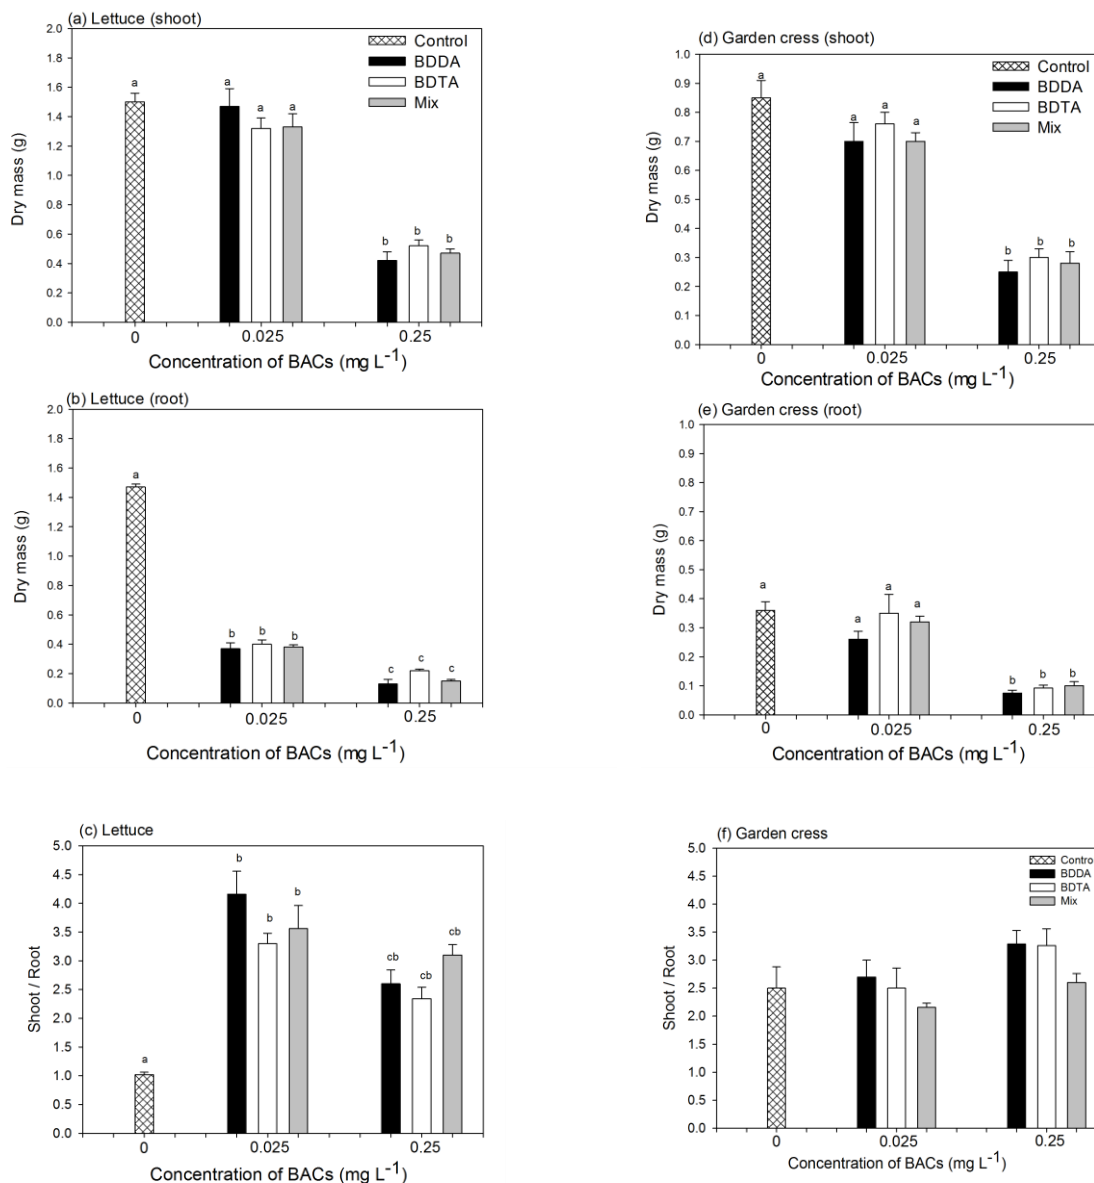 (a) Lettuce (shoot)
2.0
1.8
1.6
1.4
1.2
1.0
0.8
0.6
0.4
0.2
0.0
Dry mass (g)
Control
BDDA
BDTA
Mix
a
a
a
a
b
b
b
0
0.025
0.25
Concentration of BACs (mg L-1)
(b) Lettuce (root)
2.0
1.8
1.6
1.4
1.2
1.0
0.8
0.6
0.4
0.2
0.0
Dry mass (g)
a
b
b
b
c
c
c
0
0.025
0.25
Concentration of BACs (mg L-1)
(c) Lettuce
5.0
4.5
4.0
3.5
3.0
2.5
2.0
1.5
1.0
0.5
0.0
Shoot / Root
a
b
b
b
cb
cb
cb
0
0.025
0.25
Concentration of BACs (mg L-1)
(d) Garden cress (shoot)
1.0
0.9
0.8
0.7
0.6
0.5
0.4
0.3
0.2
0.1
0.0
Dry mass (g)
Control
BDDA
BDTA
Mix
a
a
a
a
b
b
b
0
0.025
0.25
Concentration of BACs (mg L-1)
(e) Garden cress (root)
1.0
0.9
0.8
0.7
0.6
0.5
0.4
0.3
0.2
0.1
0.0
Dry mass (g)
a
a
a
a
b
b
b
0
0.025
0.25
Concentration of BACs (mg L-1)
(f) Garden cress
5.0
4.5
4.0
3.5
3.0
2.5
2.0
1.5
1.0
0.5
0.0
Shoot / Root
Control
BDDA
BDTA
Mix
0
0.025
0.25
Concentration of BACs (mg L-1)